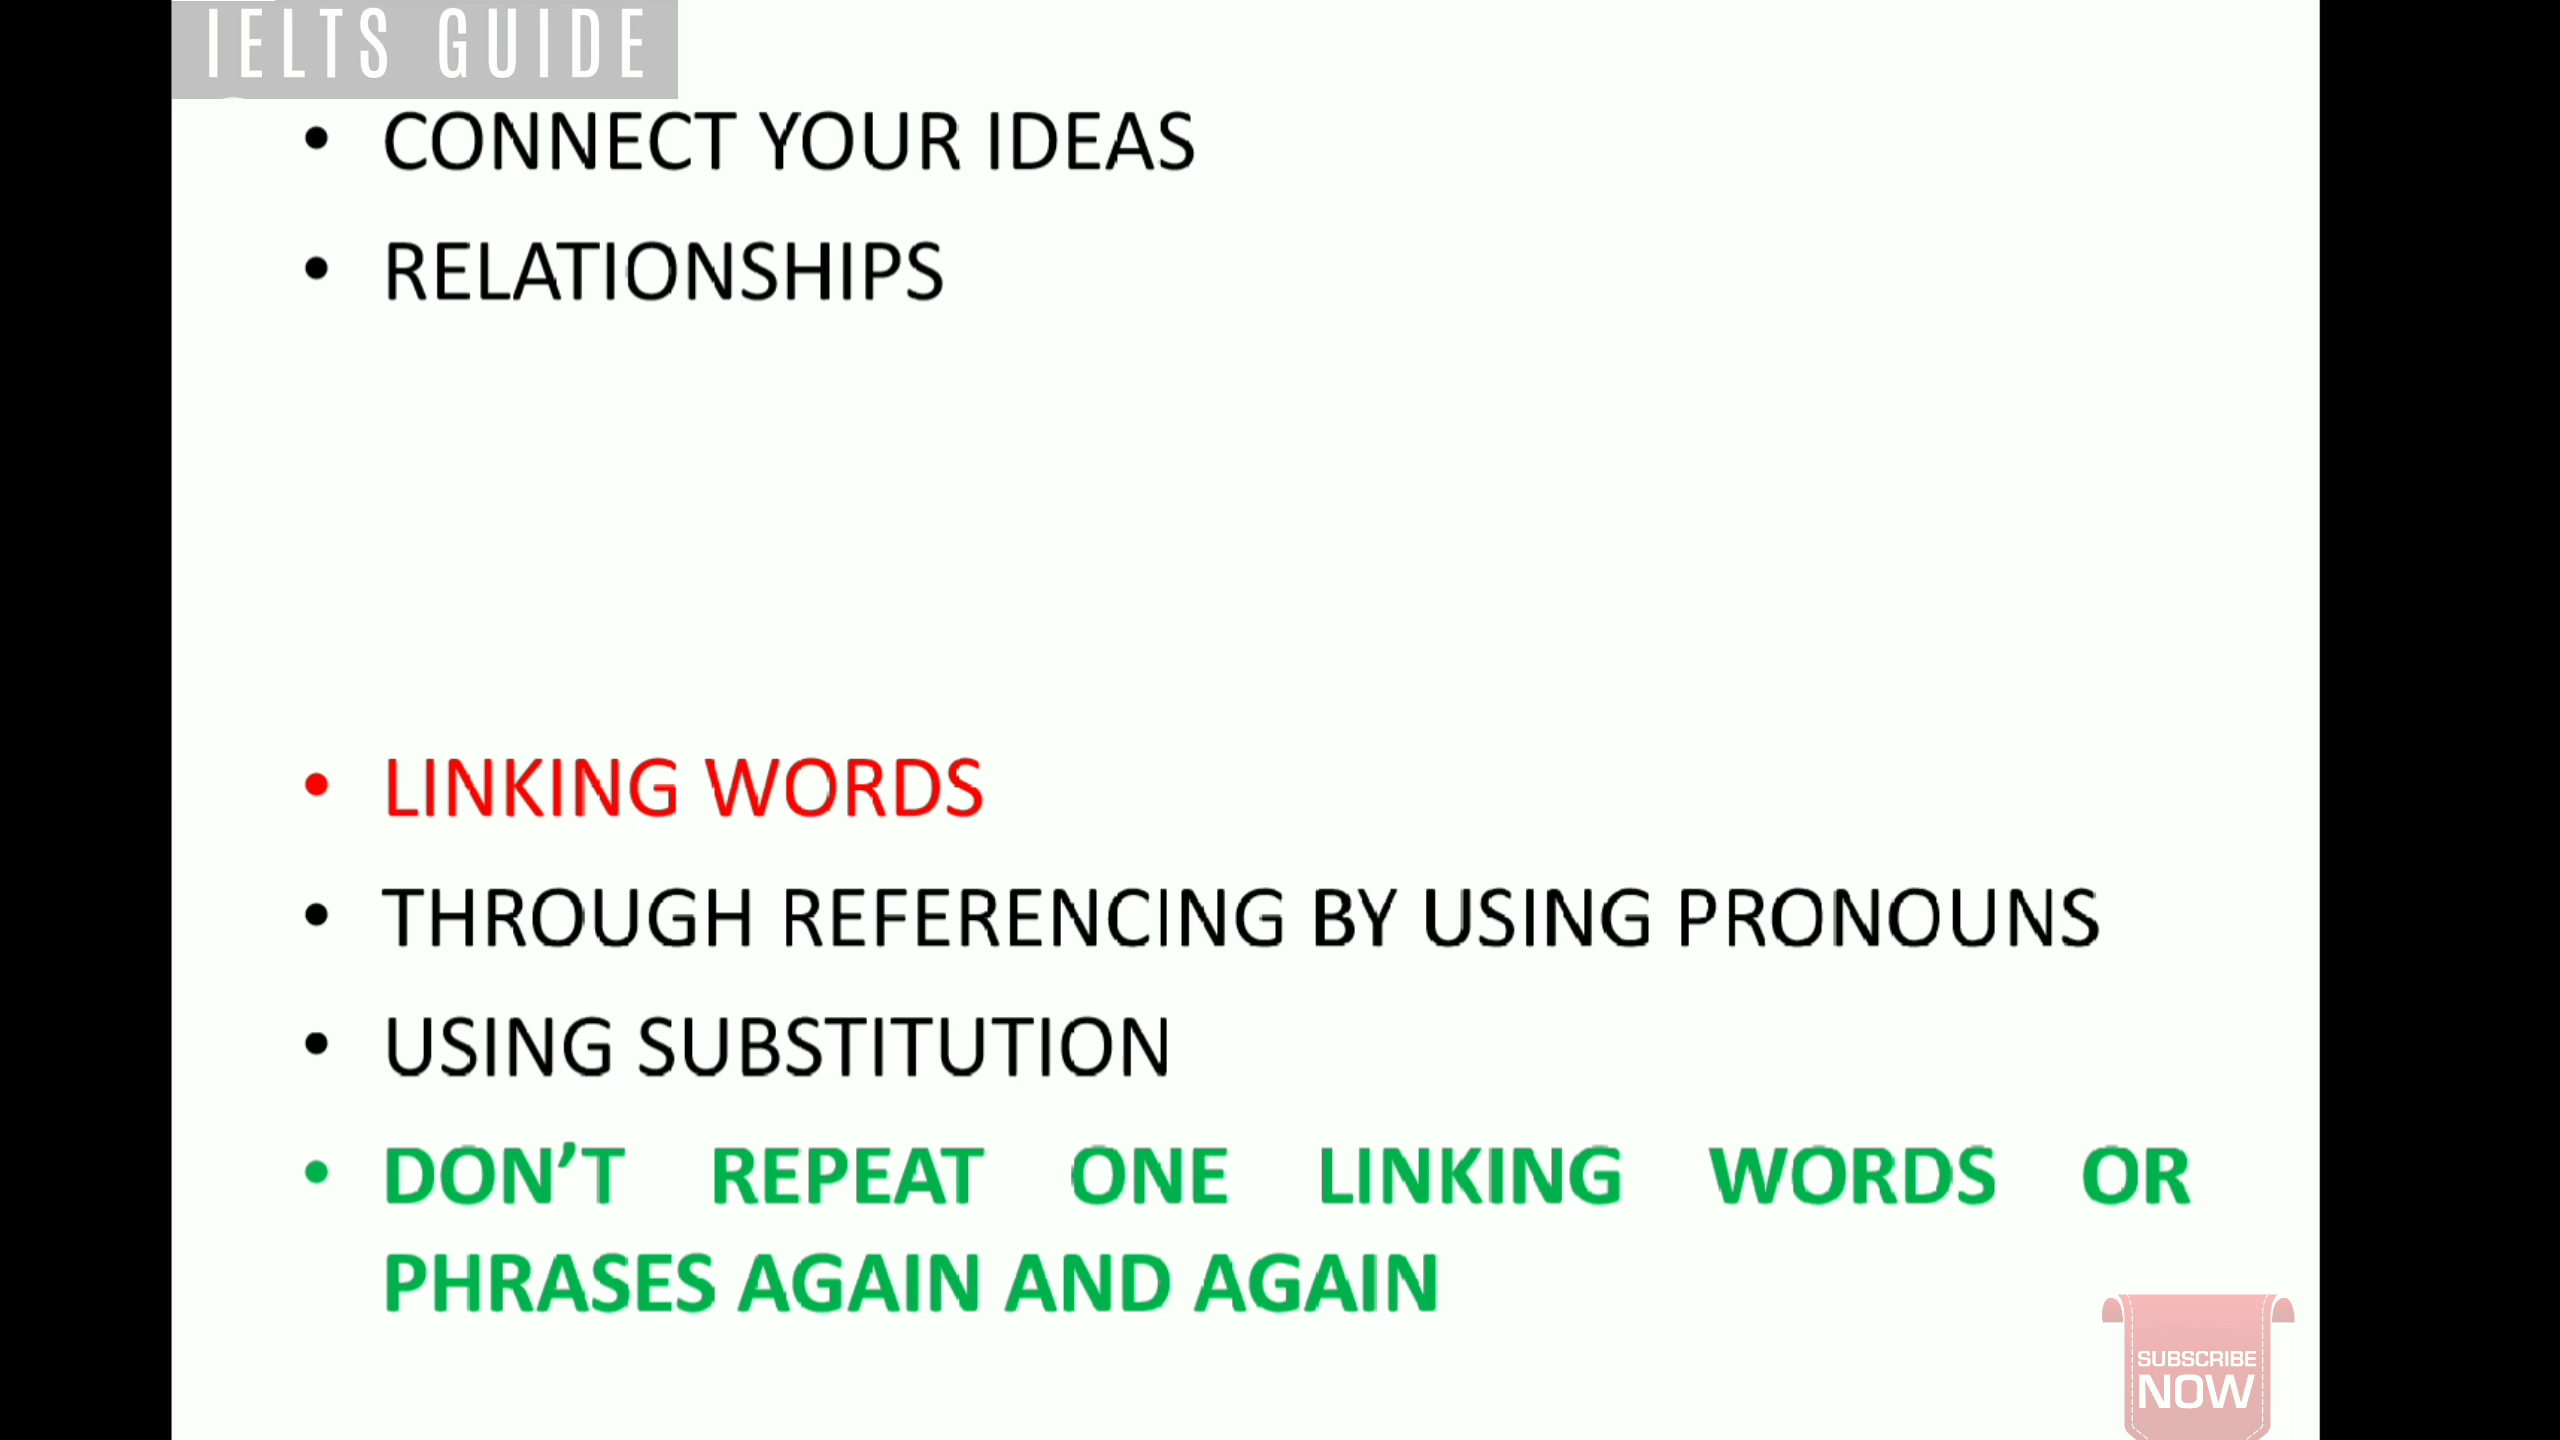 IELTS GUIDE
• CONNECT YOUR IDEAS
• RELATIONSHIPS
• LINKING WORDS
• THROUGH REFERENCING BY USING PRONOUNS
• USING SUBSTITUTION
• DON’T REPEAT ONE LINKING WORDS OR
PHRASES AGAIN AND AGAIN
SUBSCRIBE
NOW